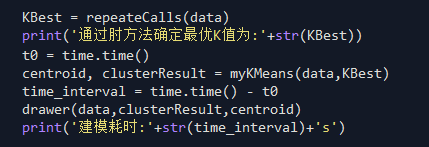 KBest = repeateCalls(data)
print('通过肘方法确定最优K值为:'+str(KBest))
t0 = time.time()
centroid, clusterResult = myKMeans(data,KBest)
time_interval = time.time() - t0
drawer(data,clusterResult,centroid)
print('建模耗时:'+str(time_interval)+'s')